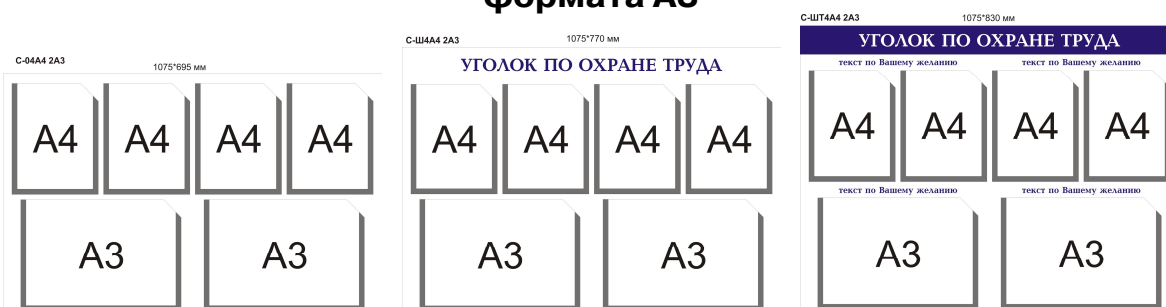 формата А3
С-04А4 2А3
1075*695 мм
А4 А4 А4 А4
А3 А3
С-Ш4А4 2А3
1075*770 мм
УГОЛОК ПО ОХРАНЕ ТРУДА
А4 А4 А4 А4
А3 А3
С-ШТ4А4 2А3
1075*830 мм
УГОЛОК ПО ОХРАНЕ ТРУДА
текст по Вашему желанию текст по Вашему желанию
А4 А4 А4 А4
текст по Вашему желанию текст по Вашему желанию
А3 А3